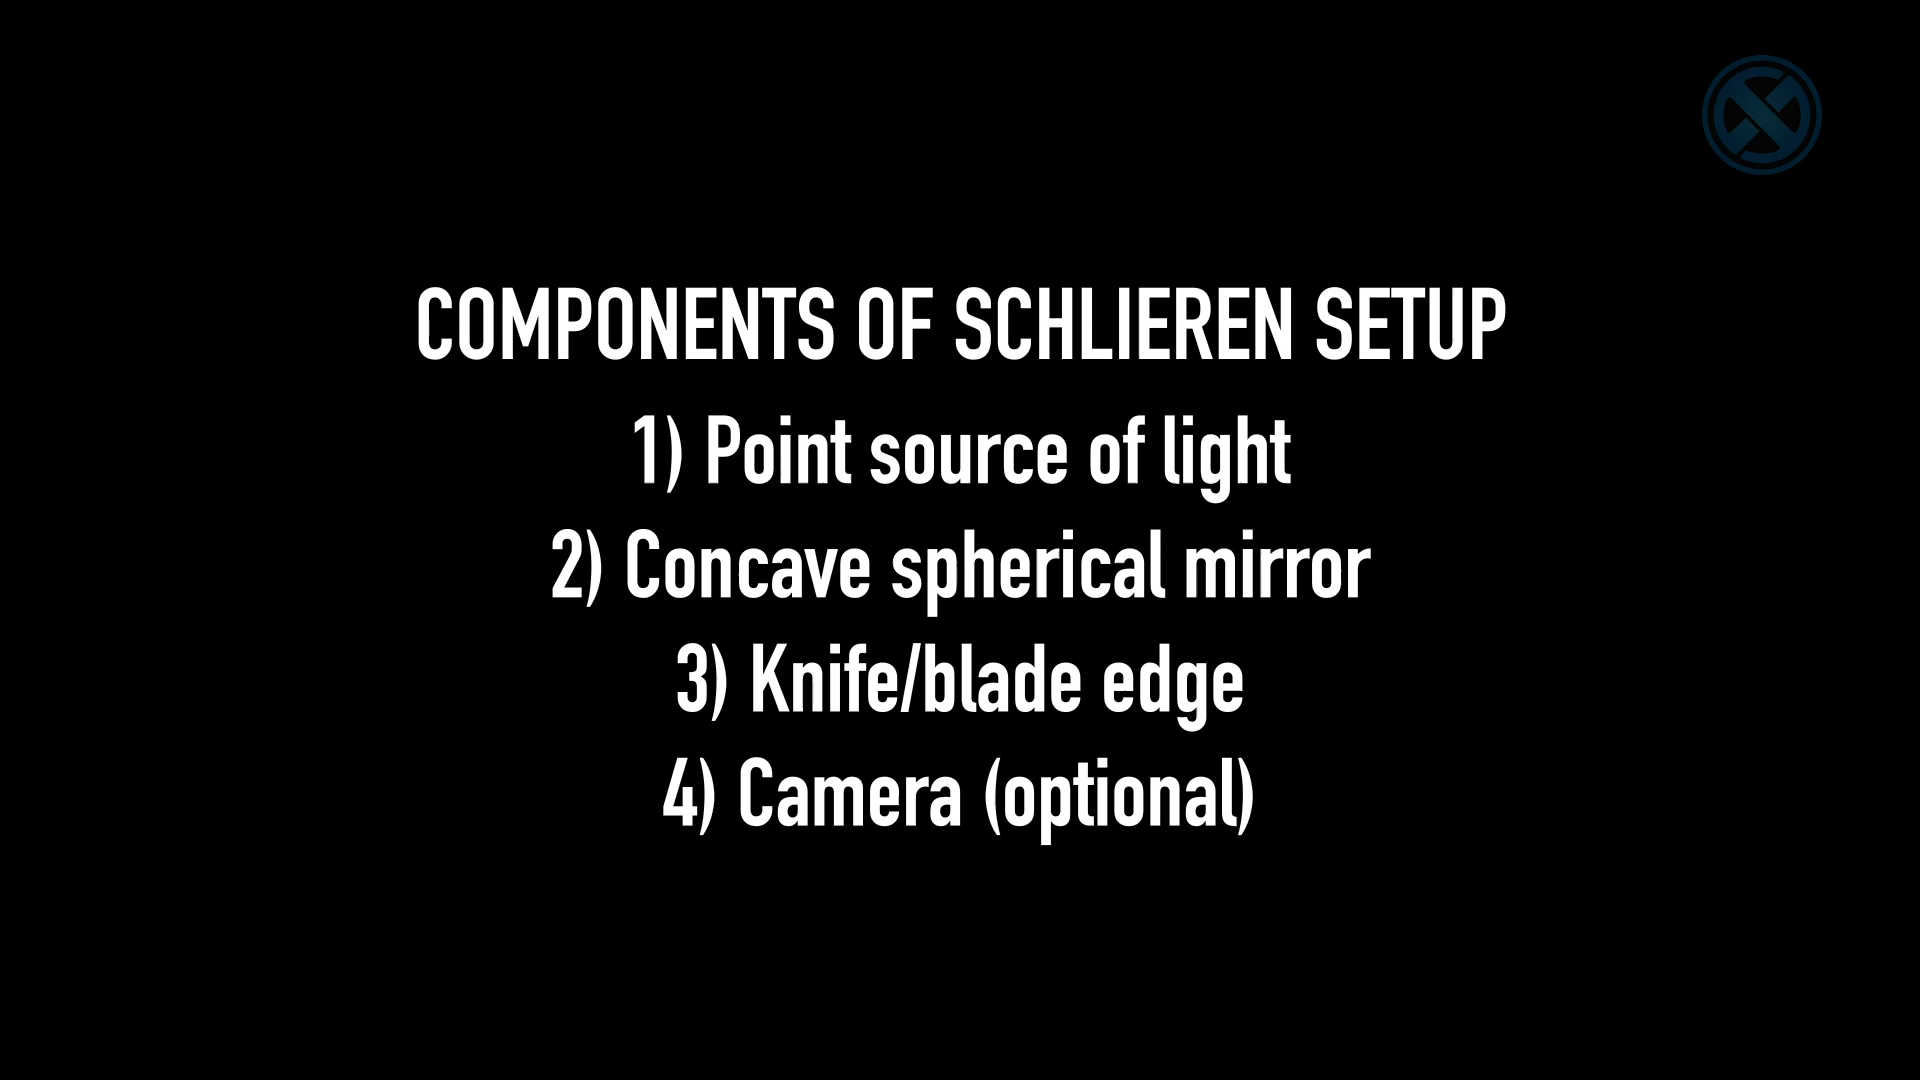 COMPONENTS OF SCHLIEREN SETUP
1) Point source of light
2) Concave spherical mirror
3) Knife/blade edge
4) Camera (optional)